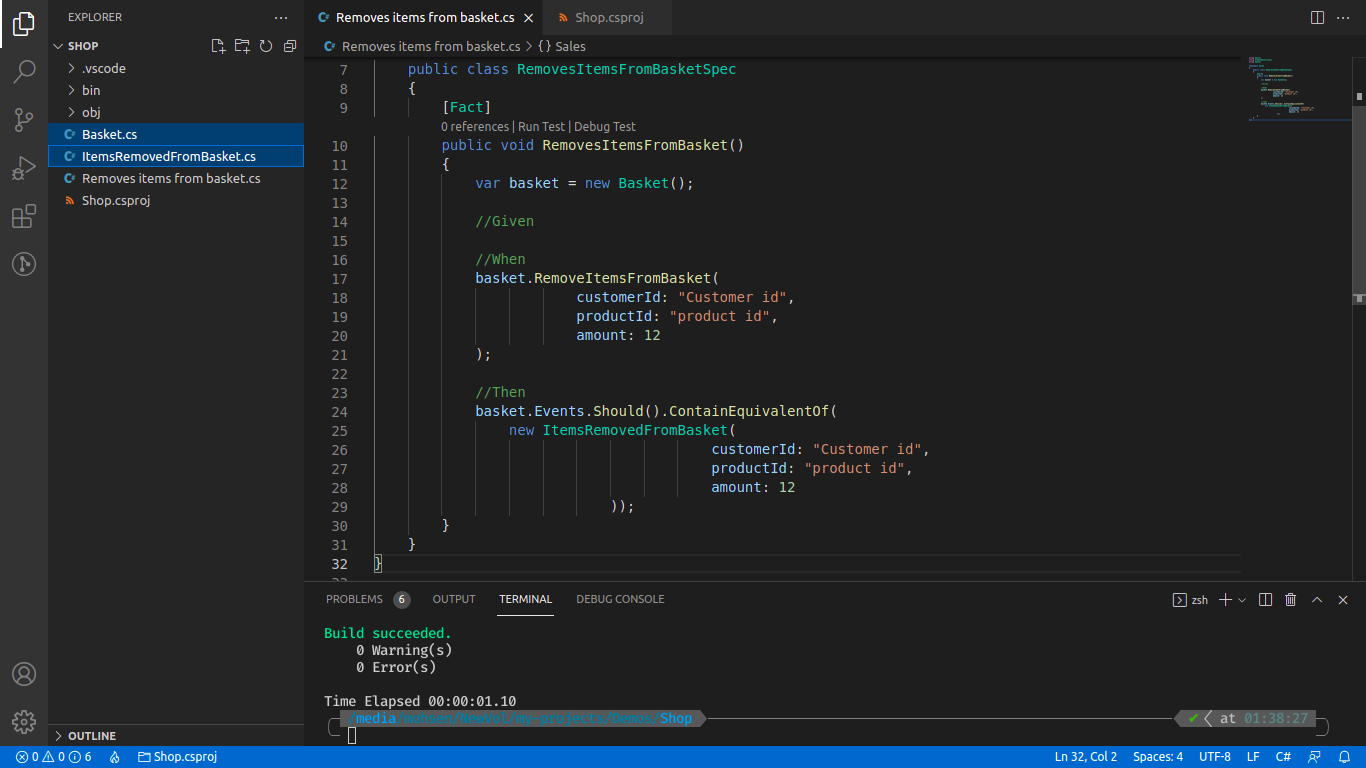 EXPLORER
SHOP
.vscode
bin
obj
Basket.cs
ItemsRemovedFromBasket.cs
Removes items from basket.cs
Shop.csproj
OUTLINE
Removes items from basket.cs
Shop.csproj
Removes items from basket.cs > {} Sales
7 public class RemovesItemsFromBasketSpec
8 {
9 [Fact]
0 references | Run Test | Debug Test
10 public void RemovesItemsFromBasket()
11 {
12 var basket = new Basket();
13
14 //Given
15
16 //When
17 basket.RemoveItemsFromBasket(
18 customerId: "Customer id",
19 productId: "product id",
20 amount: 12
21 );
22
23 //Then
24 basket.Events.Should().ContainEquivalentOf(
25 new ItemsRemovedFromBasket(
26 customerId: "Customer id",
27 productId: "product id",
28 amount: 12
29 ));
30 }
31 }
32 }
PROBLEMS 6 OUTPUT TERMINAL DEBUG CONSOLE
zsh
Build succeeded.
0 Warning(s)
0 Error(s)
Time Elapsed 00:00:01.10
/media/ /my-projects/Demos/Shop
at 01:38:27
0 0 6 Shop.csproj
Ln 32, Col 2 Spaces: 4 UTF-8 LF C#